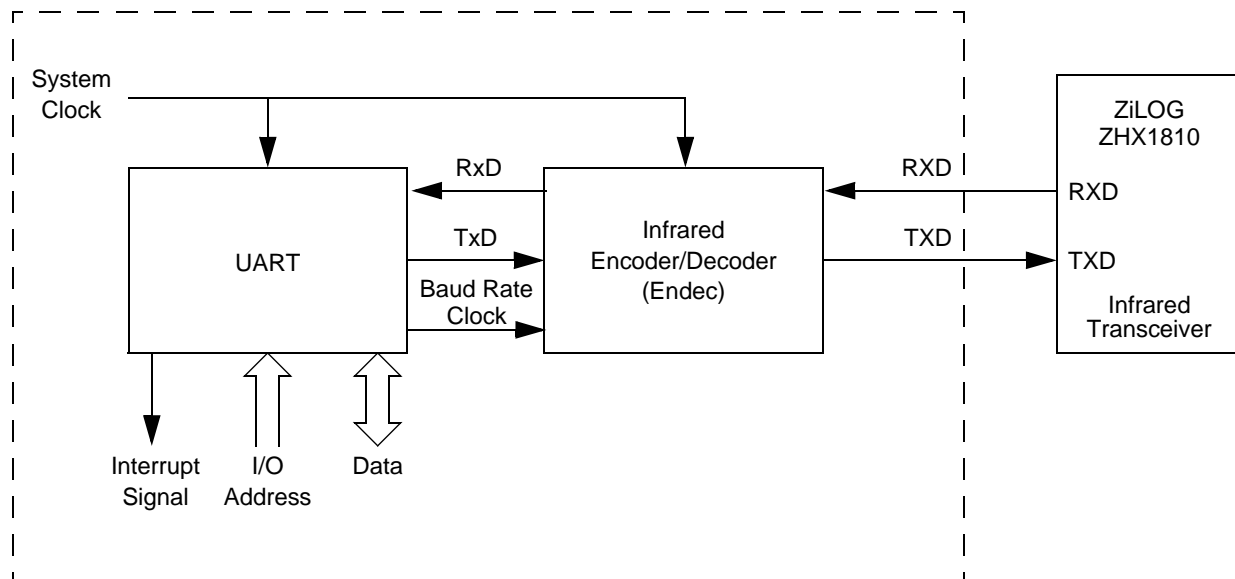 System
Clock
ZiLOG
ZHX1810
RxD
RXD
RXD
UART
TxD
Infrared
Encoder/Decoder
(Endec)
TXD
TXD
Baud Rate
Clock
Infrared
Transceiver
Interrupt
Signal
I/O
Address
Data